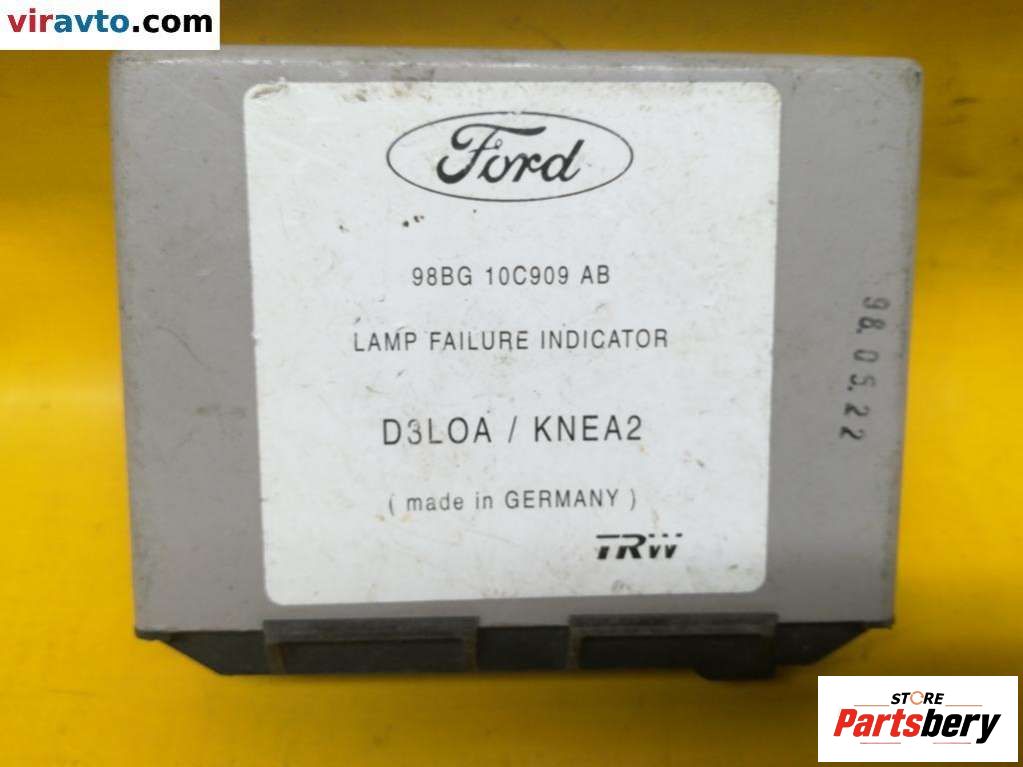 viravto.com
Ford
98BG 10C909 AB
LAMP FAILURE INDICATOR
98.05.22
D3LOA / KNEA2
( made in GERMANY )
TRW
STORE
Partsbery